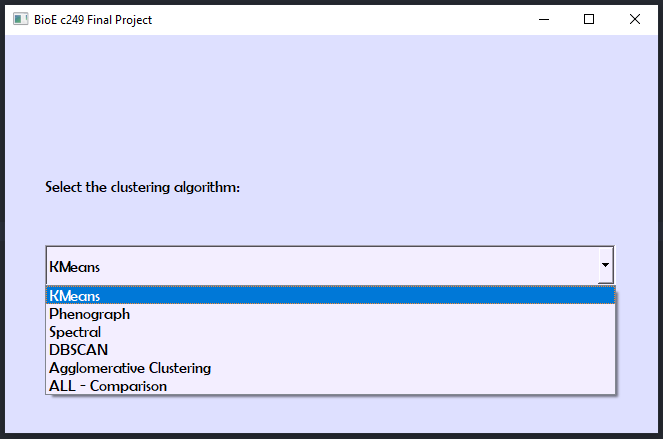 BioE c249 Final Project
Select the clustering algorithm:
KMeans
KMeans
Phenograph
Spectral
DBSCAN
Agglomerative Clustering
ALL - Comparison